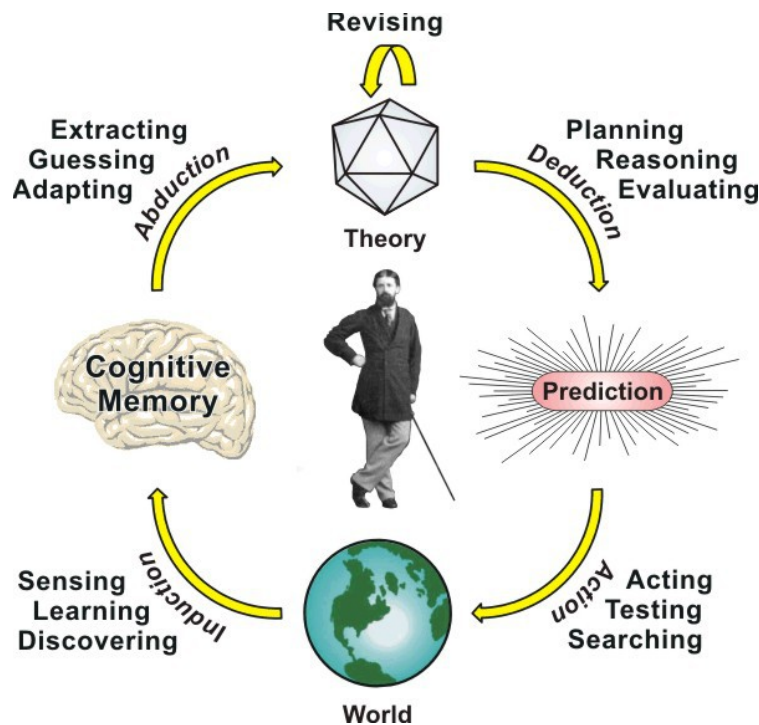 Revising
Extracting
Guessing
Adapting
Abduction
Planning
Reasoning
Evaluating
Deduction
Theory
Cognitive
Memory
Prediction
Sensing
Learning
Discovering
Induction
Acting
Testing
Searching
Action
World